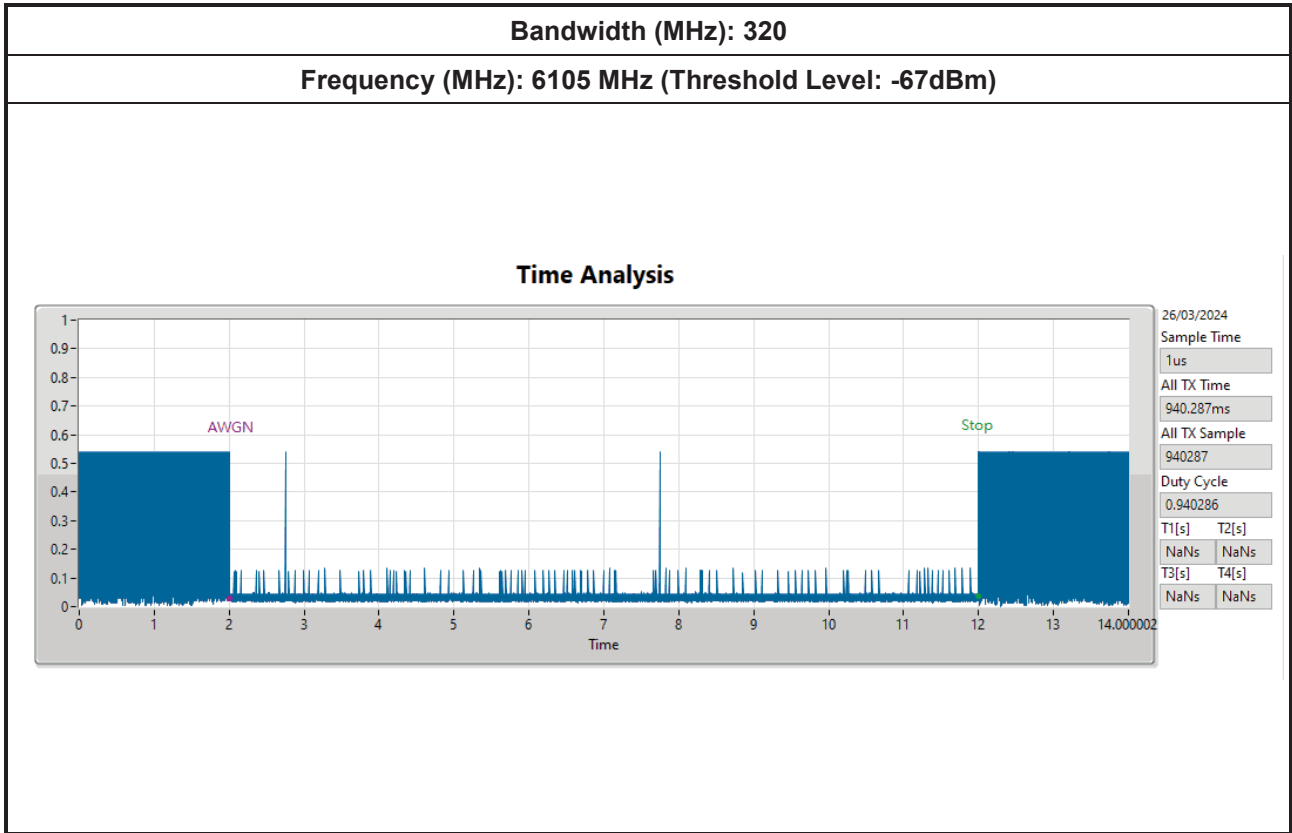 Bandwidth (MHz): 320
Frequency (MHz): 6105 MHz (Threshold Level: -67dBm)
Time Analysis
26/03/2024
Sample Time
1us
All TX Time
940.287ms
All TX Sample
940287
Duty Cycle
0.940286
T1[s] T2[s]
NaNs NaNs
T3[s] T4[s]
NaNs NaNs
1
0.9
0.8
0.7
0.6
0.5
0.4
0.3
0.2
0.1
0
AWGN
Stop
0 1 2 3 4 5 6 7 8 9 10 11 12 13 14.000002
Time